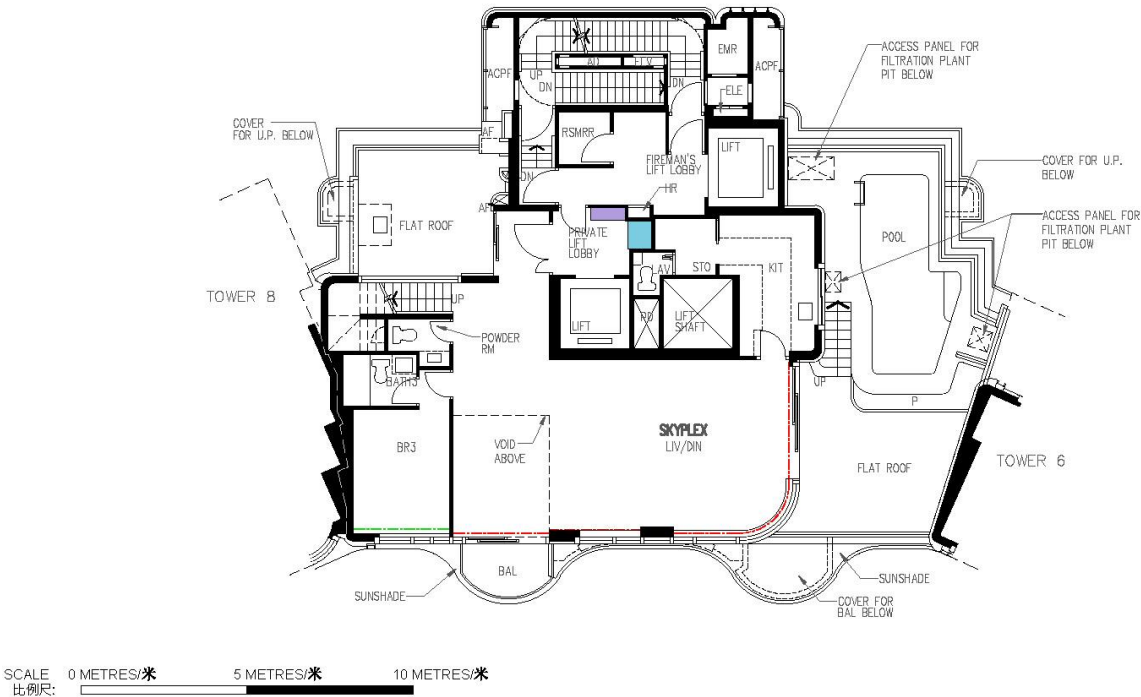 EMR
ACCESS PANEL FOR
FILTRATION PLANT
PIT BELOW
AD
ELV
ACPF
UP
DN
DN
ACPF
ELE
COVER
FOR U.P. BELOW
AF
RSMRR
LIFT
FIREMAN'S
LIFT LOBBY
COVER FOR U.P.
BELOW
DN
HR
AF
FLAT ROOF
PRIVATE
LIFT
LOBBY
POOL
ACCESS PANEL FOR
FILTRATION PLANT
PIT BELOW
LAV
STO
KIT
TOWER 8
UP
LIFT
PD
LIFT
SHAFT
POWDER
RM
BATH3
UP
P
BR3
VOID
ABOVE
SKYPLEX
LIV/DIN
FLAT ROOF
TOWER 6
BAL
SUNSHADE
SUNSHADE
COVER FOR
BAL BELOW
SCALE 0 METRES/米 5 METRES/米 10 METRES/米
比例尺: